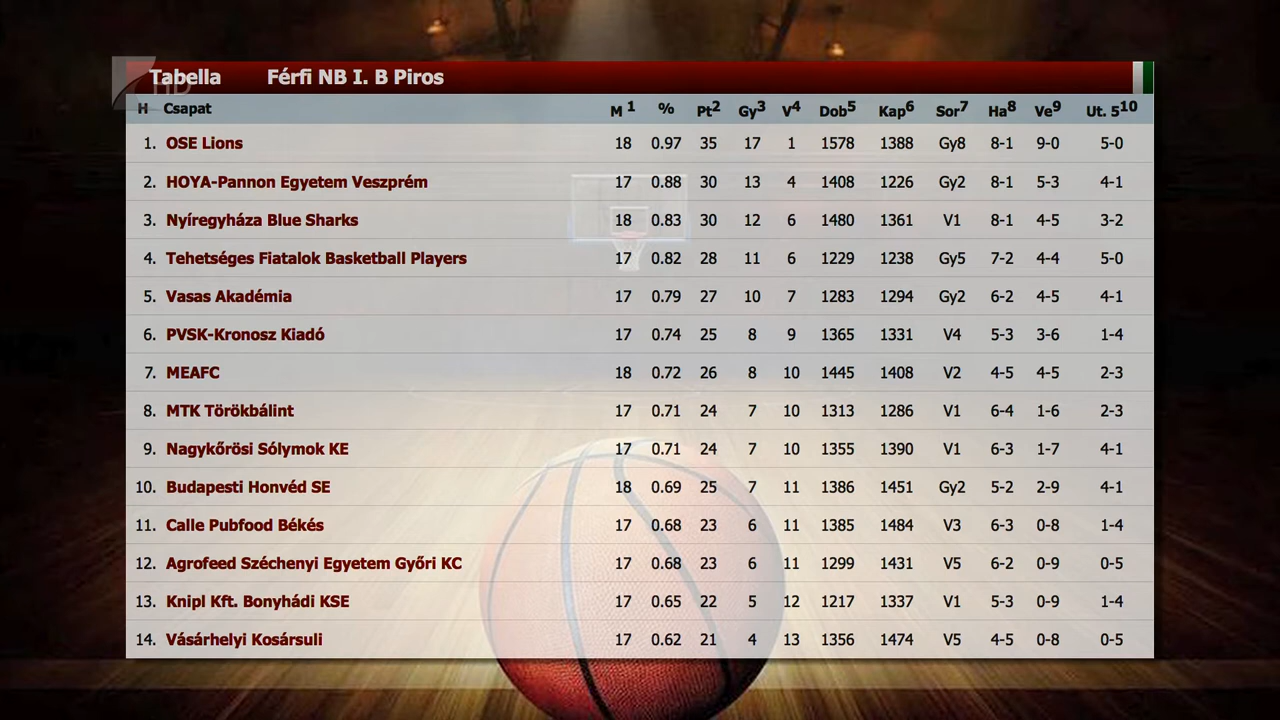 Tabella Férfi NB I. B Piros
HD
H Csapat M 1 % Pt2 Gy3 V4 Dob5 Kap6 Sor7 Ha8 Ve9 Ut. 510
1. OSE Lions 18 0.97 35 17 1 1578 1388 Gy8 8-1 9-0 5-0
2. HOYA-Pannon Egyetem Veszprém 17 0.88 30 13 4 1408 1226 Gy2 8-1 5-3 4-1
3. Nyíregyháza Blue Sharks 18 0.83 30 12 6 1480 1361 V1 8-1 4-5 3-2
4. Tehetséges Fiatalok Basketball Players 17 0.82 28 11 6 1229 1238 Gy5 7-2 4-4 5-0
5. Vasas Akadémia 17 0.79 27 10 7 1283 1294 Gy2 6-2 4-5 4-1
6. PVSK-Kronosz Kiadó 17 0.74 25 8 9 1365 1331 V4 5-3 3-6 1-4
7. MEAFC 18 0.72 26 8 10 1445 1408 V2 4-5 4-5 2-3
8. MTK Törökbálint 17 0.71 24 7 10 1313 1286 V1 6-4 1-6 2-3
9. Nagykőrösi Sólymok KE 17 0.71 24 7 10 1355 1390 V1 6-3 1-7 4-1
10. Budapesti Honvéd SE 18 0.69 25 7 11 1386 1451 Gy2 5-2 2-9 4-1
11. Calle Pubfood Békés 17 0.68 23 6 11 1385 1484 V3 6-3 0-8 1-4
12. Agrofeed Széchenyi Egyetem Győri KC 17 0.68 23 6 11 1299 1431 V5 6-2 0-9 0-5
13. Knipl Kft. Bonyhádi KSE 17 0.65 22 5 12 1217 1337 V1 5-3 0-9 1-4
14. Vásárhelyi Kosársuli 17 0.62 21 4 13 1356 1474 V5 4-5 0-8 0-5